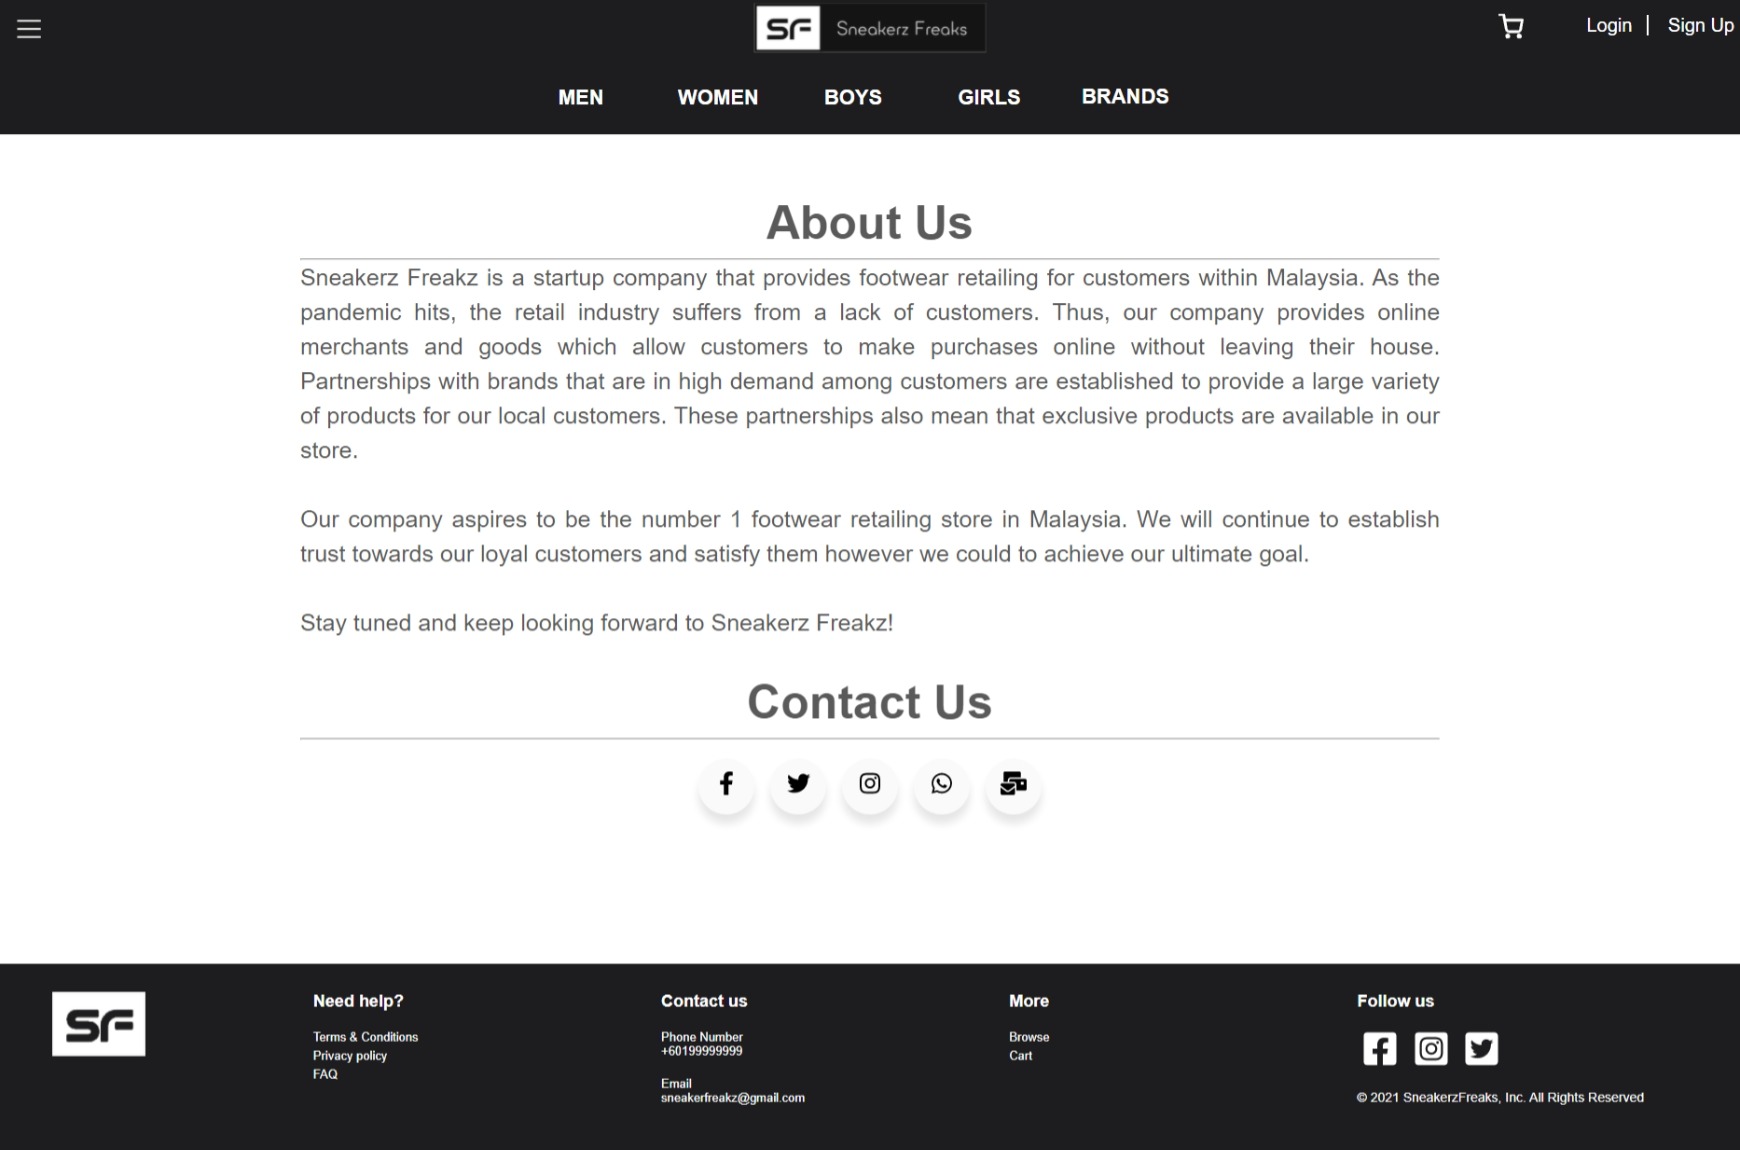 SF Sneakerz Freaks
Login | Sign Up
MEN WOMEN BOYS GIRLS BRANDS
About Us
Sneakerz Freakz is a startup company that provides footwear retailing for customers within Malaysia. As the
pandemic hits, the retail industry suffers from a lack of customers. Thus, our company provides online
merchants and goods which allow customers to make purchases online without leaving their house.
Partnerships with brands that are in high demand among customers are established to provide a large variety
of products for our local customers. These partnerships also mean that exclusive products are available in our
store.
Our company aspires to be the number 1 footwear retailing store in Malaysia. We will continue to establish
trust towards our loyal customers and satisfy them however we could to achieve our ultimate goal.
Stay tuned and keep looking forward to Sneakerz Freakz!
Contact Us
SF
Need help?
Terms & Conditions
Privacy policy
FAQ
Contact us
Phone Number
+60199999999
Email
sneakerfreakz@gmail.com
More
Browse
Cart
Follow us
© 2021 SneakerzFreaks, Inc. All Rights Reserved